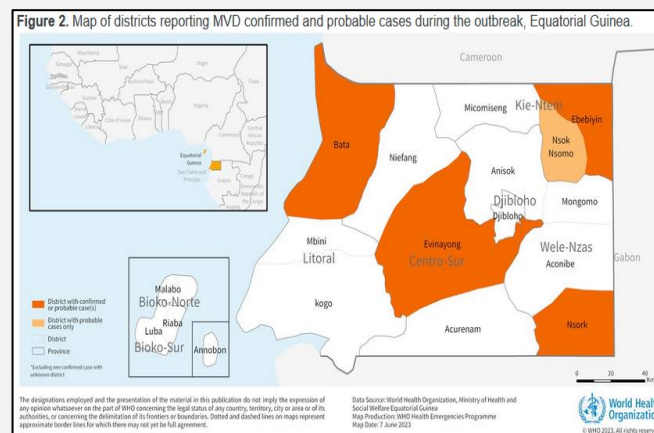 Figure 2. Map of districts reporting MVD confirmed and probable cases during the outbreak, Equatorial Guinea.
Cameroon
Micomiseng
Kie-Ntem
Ebebiyin
Bata
Nsok
Nsomo
Niefang
Anisok
Djibloho
Djibloho
Mongomo
Mbini
Litoral
Evinayong
Centro-Sur
Wele-Nzas
Aconibe
Gabon
kogo
Acurenam
Nsork
Equatorial
Guinea
Malabo
Bioko-Norte
Riaba
Luba
Bioko-Sur
Annobon
District with confirmed
or probable case(s)
District with probable
cases only
District
Province
*Excluding one confirmed case with
unknown district
0 20 40
Km
The designations employed and the presentation of the material in this publication do not imply the expression of
any opinion whatsoever on the part of WHO concerning the legal status of any country, territory, city or area or of its
authorities, or concerning the delimitation of its frontiers or boundaries. Dotted and dashed lines on maps represent
approximate border lines for which there may not yet be full agreement.
Data Source: World Health Organization, Ministry of Health and
Social Welfare Equatorial Guinea
Map Production: WHO Health Emergencies Programme
Map Date: 7 June 2023
World Healt
Organizatio
© WHO 2023. All rights reserve